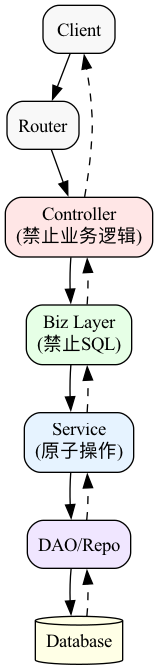 Client
Router
Controller
(禁止业务逻辑)
Biz Layer
(禁止SQL)
Service
(原子操作)
DAO/Repo
Database